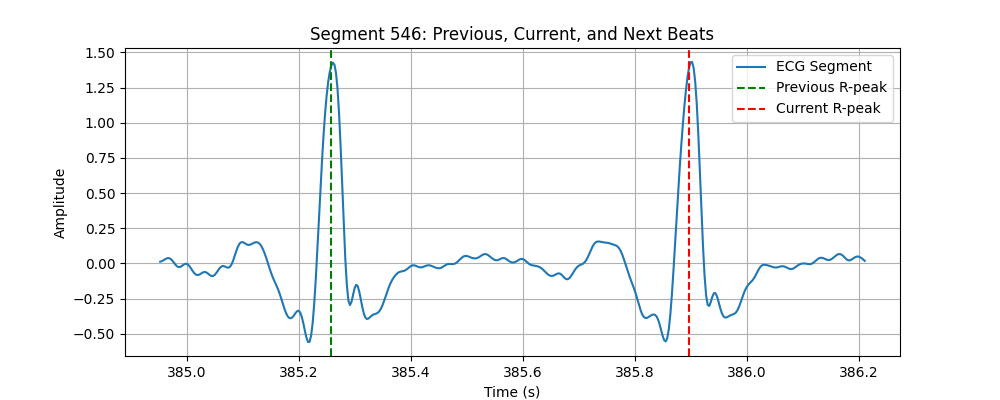 Segment 546: Previous, Current, and Next Beats
1.50
1.25
1.00
0.75
0.50
0.25
0.00
−0.25
−0.50
Amplitude
ECG Segment
Previous R-peak
Current R-peak
385.0 385.2 385.4 385.6 385.8 386.0 386.2
Time (s)